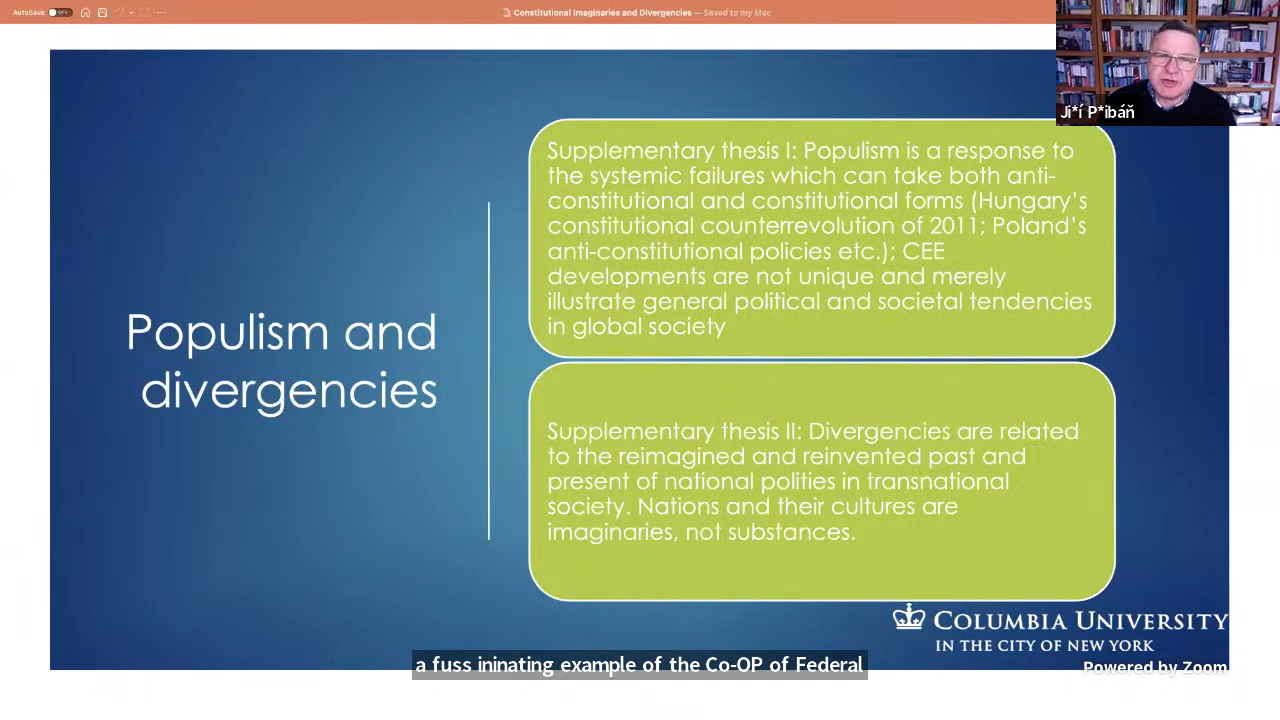 AutoSave OFF
Constitutional Imaginaries and Divergencies — Saved to my Mac
Ji*í P*ibáň
Populism and
divergencies
Supplementary thesis I: Populism is a response to
the systemic failures which can take both anti-
constitutional and constitutional forms (Hungary's
constitutional counterrevolution of 2011; Poland's
anti-constitutional policies etc.); CEE
developments are not unique and merely
illustrate general political and societal tendencies
in global society
Supplementary thesis II: Divergencies are related
to the reimagined and reinvented past and
present of national polities in transnational
society. Nations and their cultures are
imaginaries, not substances.
COLUMBIA UNIVERSITY
IN THE CITY OF NEW YORK
a fuss ininating example of the Co-OP of Federal
Powered by Zoom